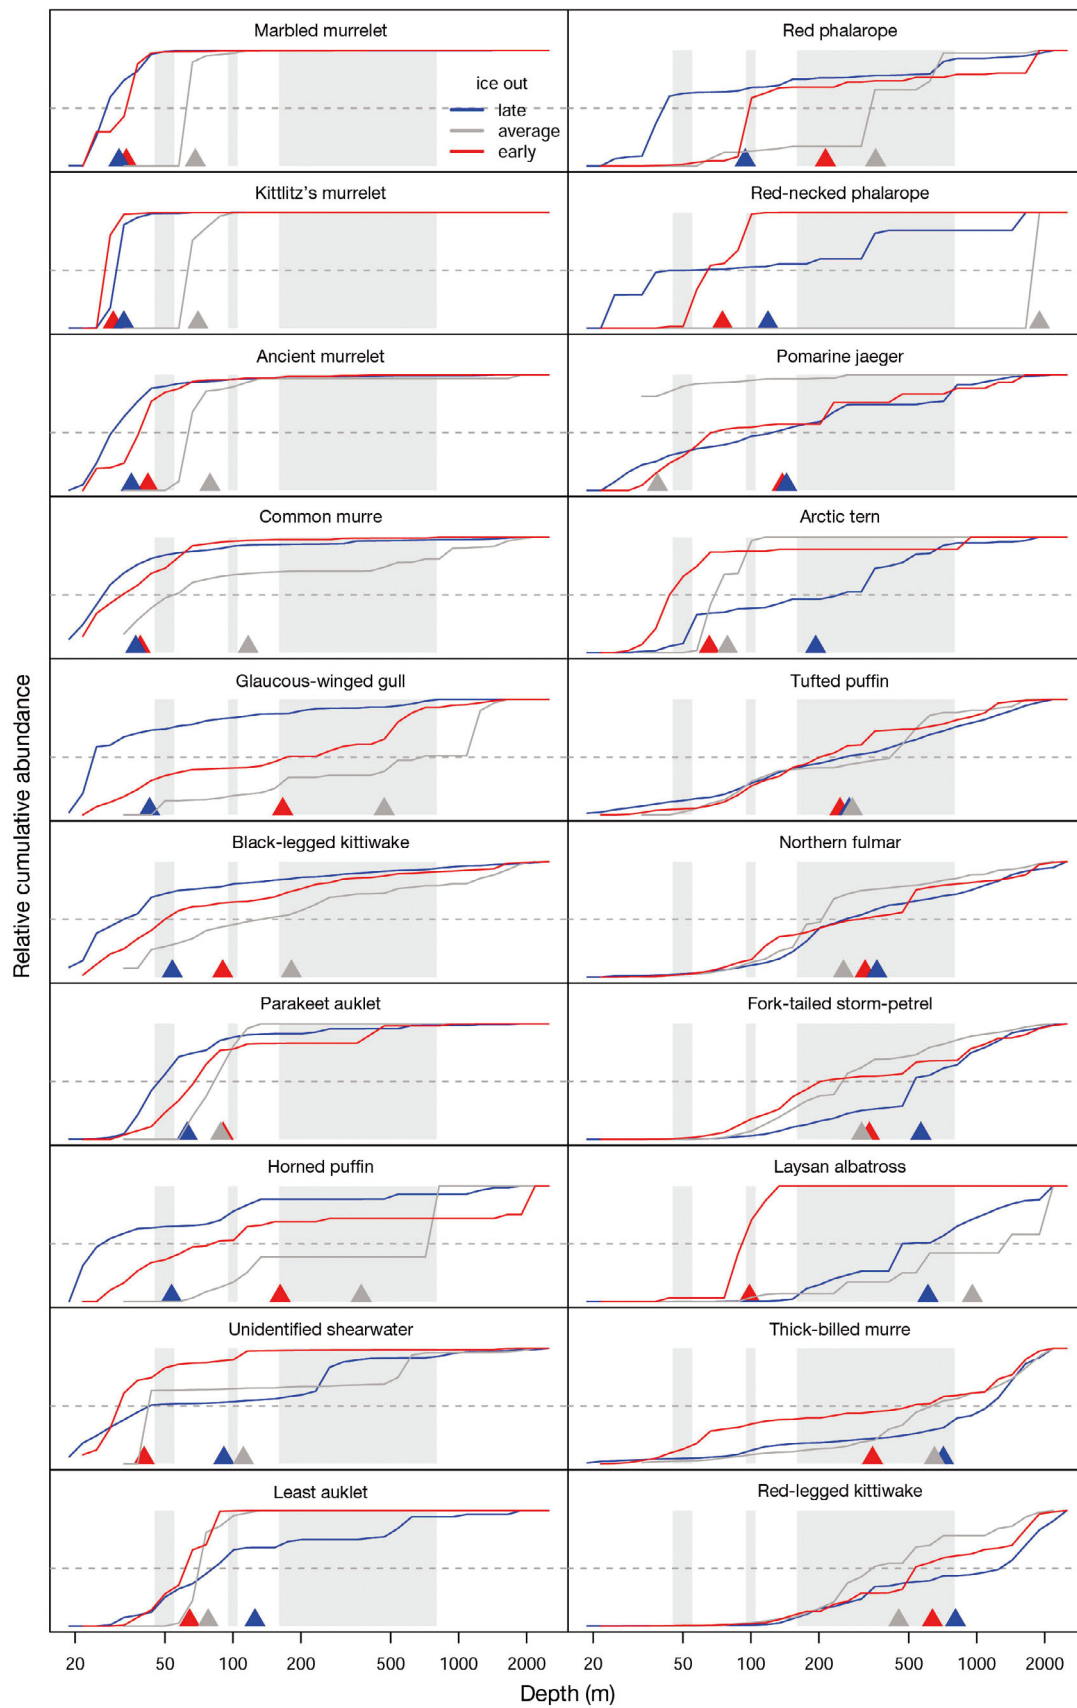 Marbled murrelet
ice out
late
average
early
Red phalarope
Kittlitz's murrelet
Red-necked phalarope
Ancient murrelet
Pomarine jaeger
Common murre
Arctic tern
Glaucous-winged gull
Tufted puffin
Black-legged kittiwake
Northern fulmar
Parakeet auklet
Fork-tailed storm-petrel
Horned puffin
Laysan albatross
Unidentified shearwater
Thick-billed murre
Least auklet
Red-legged kittiwake
Relative cumulative abundance
20 50 100 200 500 1000 2000
20 50 100 200 500 1000 2000
Depth (m)